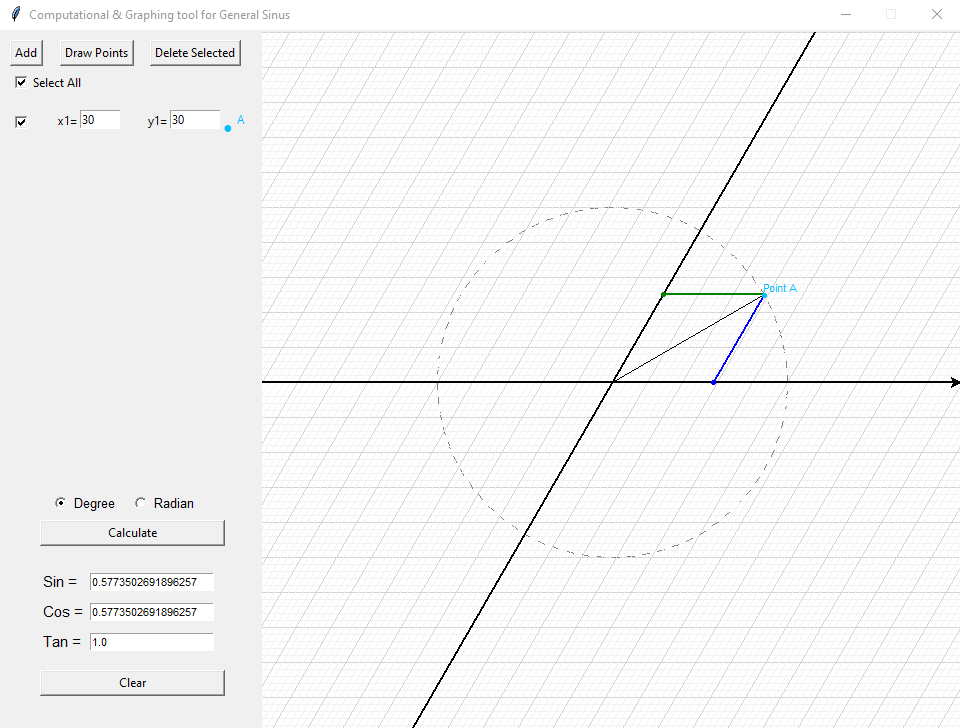 Computational & Graphing tool for General Sinus
Add Draw Points Delete Selected
Select All
x1= 30 y1= 30 A
Point A
Degree Radian
Calculate
Sin = 0.5773502691896257
Cos = 0.5773502691896257
Tan = 1.0
Clear